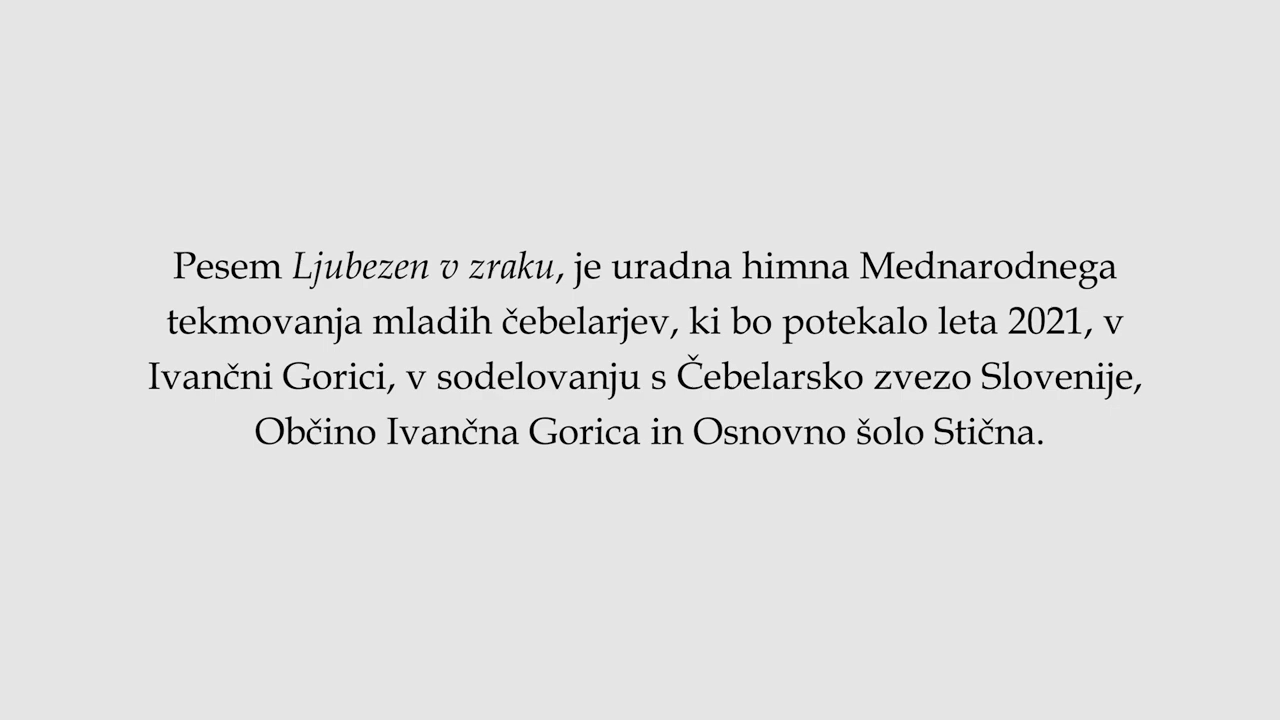 Pesem Ljubezen v zraku, je uradna himna Mednarodnega
tekmovanja mladih čebelarjev, ki bo potekalo leta 2021, v
Ivančni Gorici, v sodelovanju s Čebelarsko zvezo Slovenije,
Občino Ivančna Gorica in Osnovno šolo Stična.